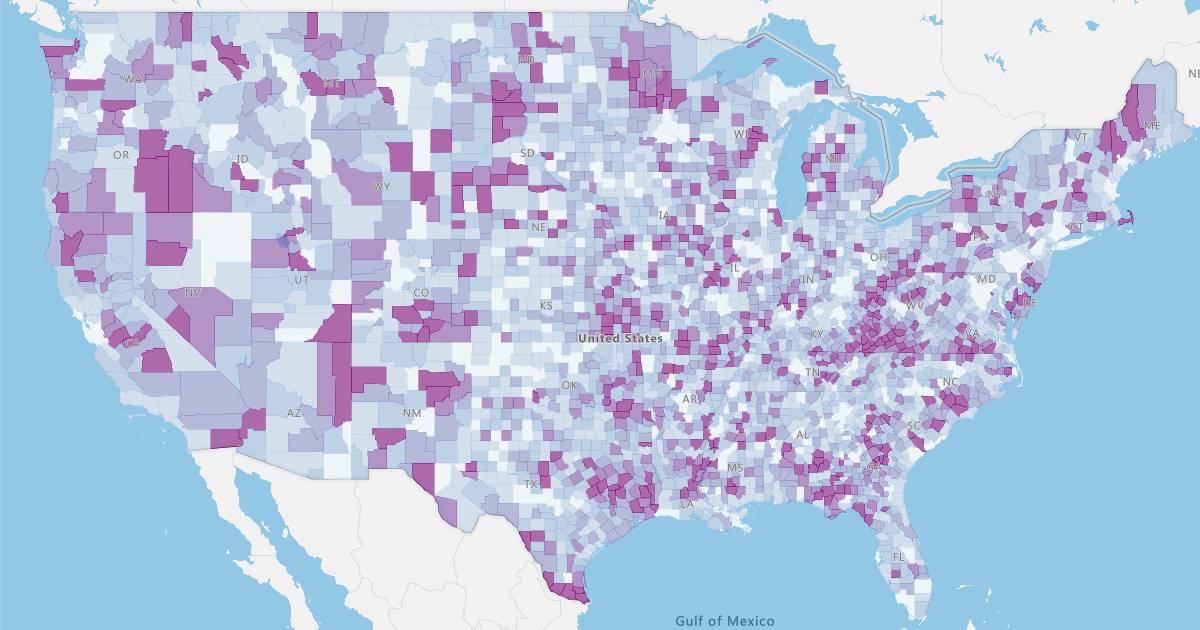 NE
ND
MN
WA
MT
ME
WI
VT
OR
SD
ID
MI
WY
NY
IA
NE
CT
PA
OH
IL
IN
MD
UT
NV
CO
KS
WV
DE
United States
KY
VA
CA
TN
OK
NC
AR
AZ
NM
SC
AL
MS
GA
TX
LA
FL
Gulf of Mexico